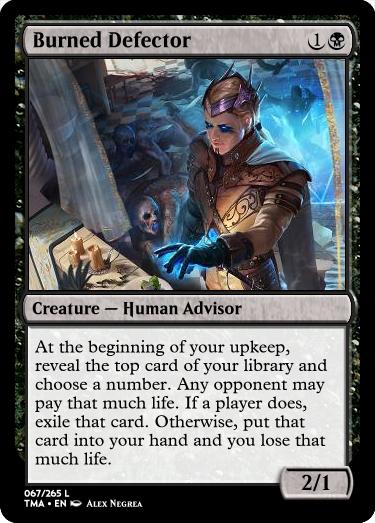 Burned Defector 1
Creature — Human Advisor
At the beginning of your upkeep,
reveal the top card of your library and
choose a number. Any opponent may
pay that much life. If a player does,
exile that card. Otherwise, put that
card into your hand and you lose that
much life.
2/1
067/265 L
TMA • EN ALEX NEGREA